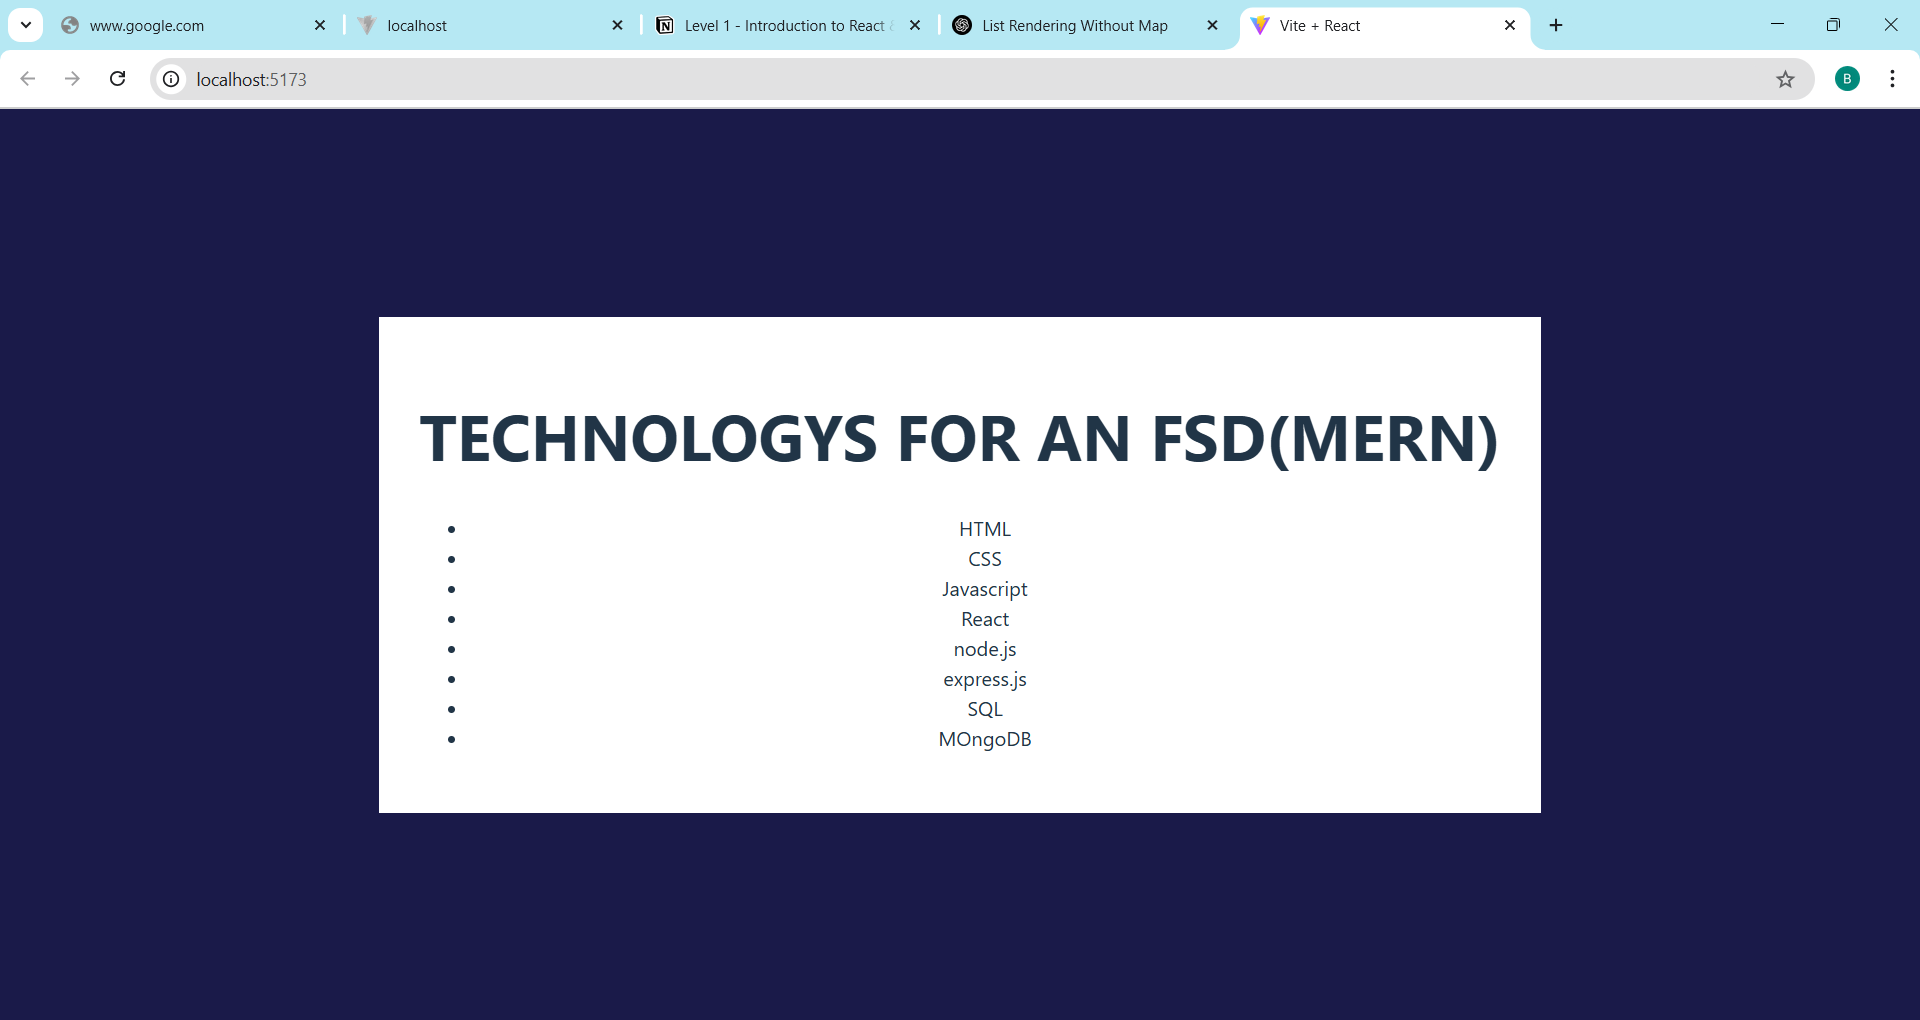 www.google.com
localhost
Level 1 - Introduction to React
List Rendering Without Map
Vite + React
localhost:5173
B
TECHNOLOGYS FOR AN FSD(MERN)
• HTML
• CSS
• Javascript
• React
• node.js
• express.js
• SQL
• MOngoDB